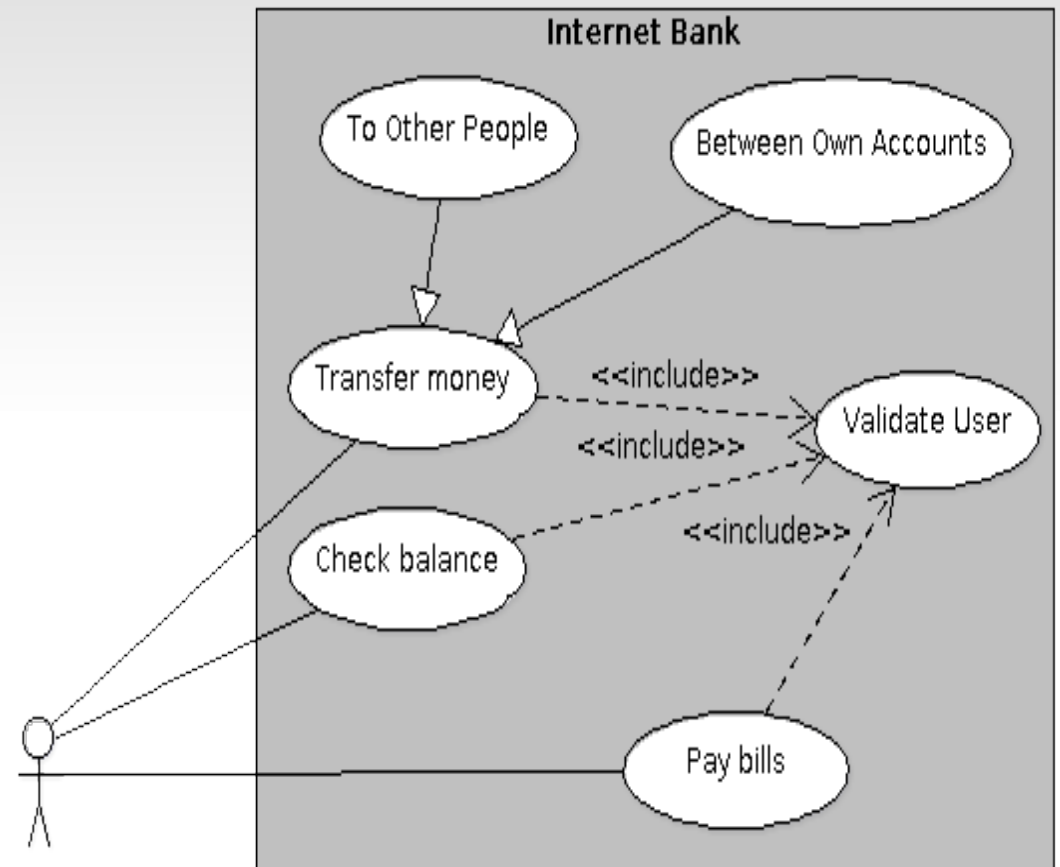 Internet Bank
To Other People
Between Own Accounts
Transfer money
<<include>>
Validate User
<<include>>
<<include>>
Check balance
Pay bills